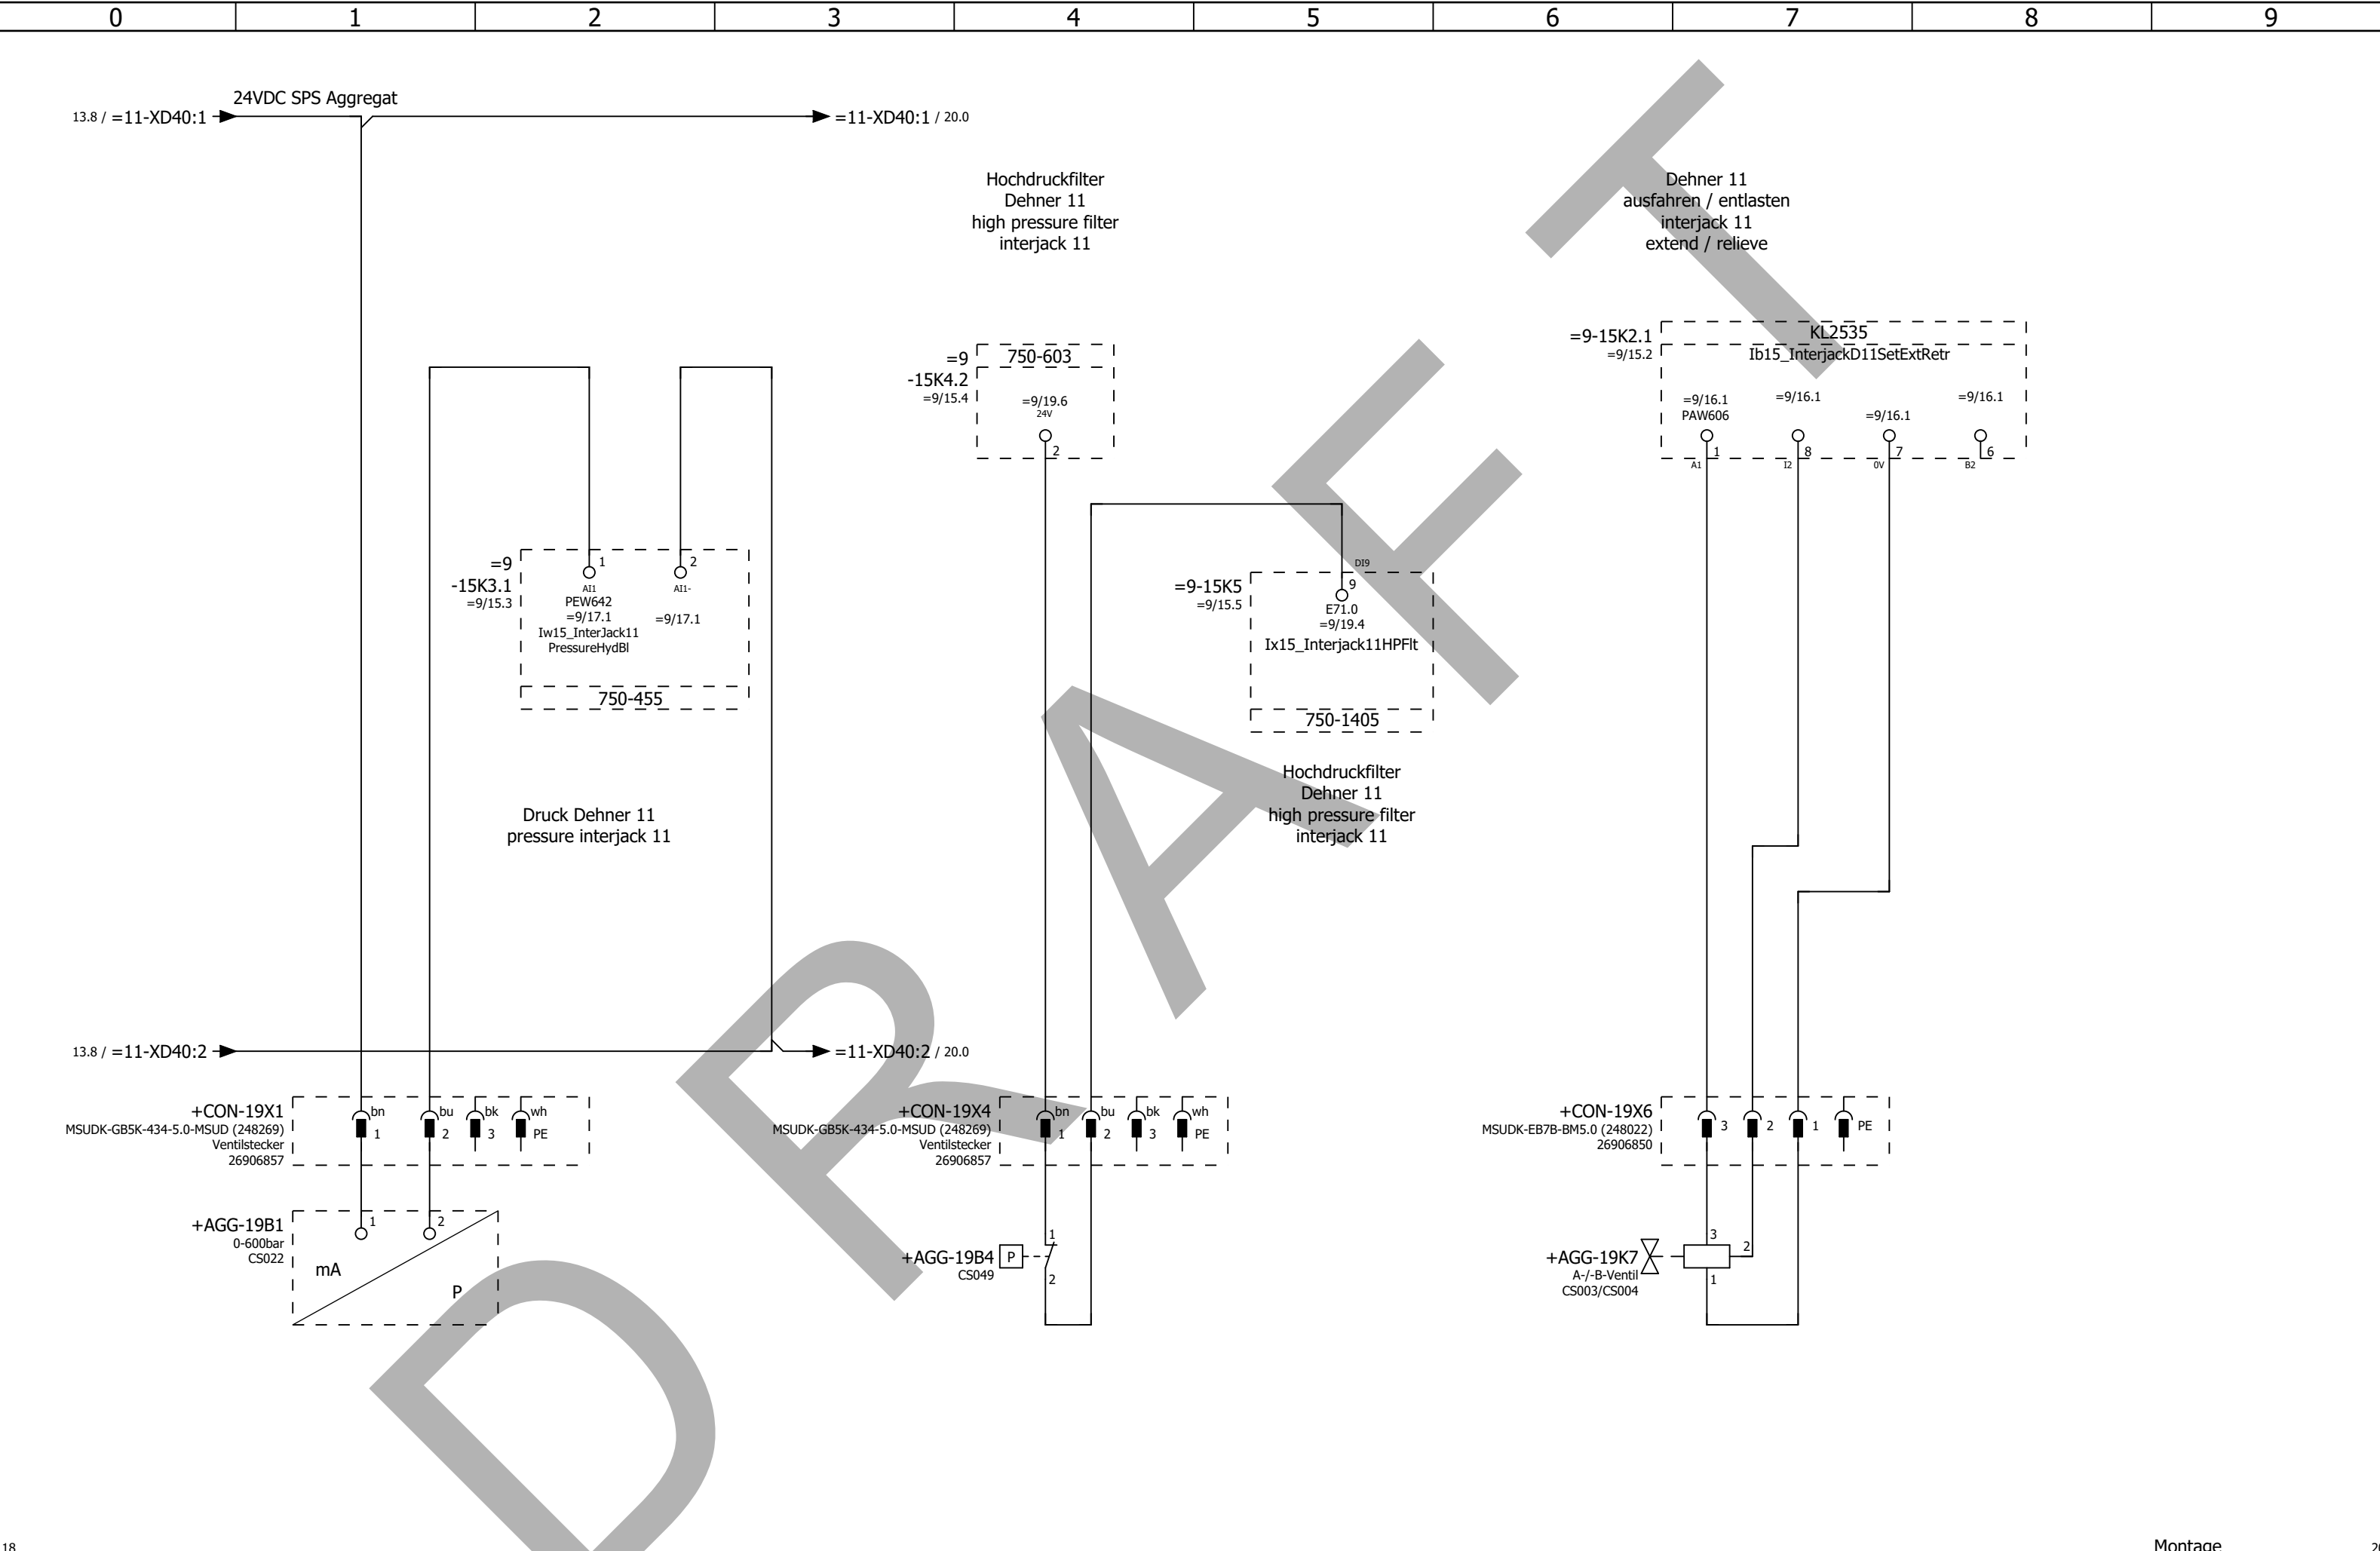 0 1 2 3 4 5 6 7 8 9
24VDC SPS Aggregat
13.8 / =11-XD40:1
=11-XD40:1 / 20.0
Hochdruckfilter
Dehner 11
high pressure filter
interjack 11
Dehner 11
ausfahren / entlasten
interjack 11
extend / relieve
=9
-15K4.2
=9/15.4
750-603
=9/19.6
24V
2
=9-15K2.1
=9/15.2
KL2535
Ib15_InterjackD11SetExtRetr
=9/16.1
PAW606
=9/16.1
=9/16.1
=9/16.1
1 8 7 6
A1 I2 0V B2
=9
-15K3.1
=9/15.3
1 2
AI1 AI1-
PEW642
=9/17.1
=9/17.1
Iw15_InterJack11
PressureHydBl
750-455
=9-15K5
=9/15.5
DI9
9
E71.0
=9/19.4
Ix15_Interjack11HPFlt
750-1405
Hochdruckfilter
Dehner 11
high pressure filter
interjack 11
Druck Dehner 11
pressure interjack 11
13.8 / =11-XD40:2
=11-XD40:2 / 20.0
+CON-19X1
MSUDK-GB5K-434-5.0-MSUD (248269)
Ventilstecker
26906857
bn bu bk wh
1 2 3 PE
+CON-19X4
MSUDK-GB5K-434-5.0-MSUD (248269)
Ventilstecker
26906857
bn bu bk wh
1 2 3 PE
+CON-19X6
MSUDK-EB7B-BM5.0 (248022)
26906850
3 2 1 PE
+AGG-19B1
0-600bar
CS022
1 2
mA
P
+AGG-19B4
CS049
P
1
2
+AGG-19K7
A-/-B-Ventil
CS003/CS004
3
2
1
DRAFT
18
Montage